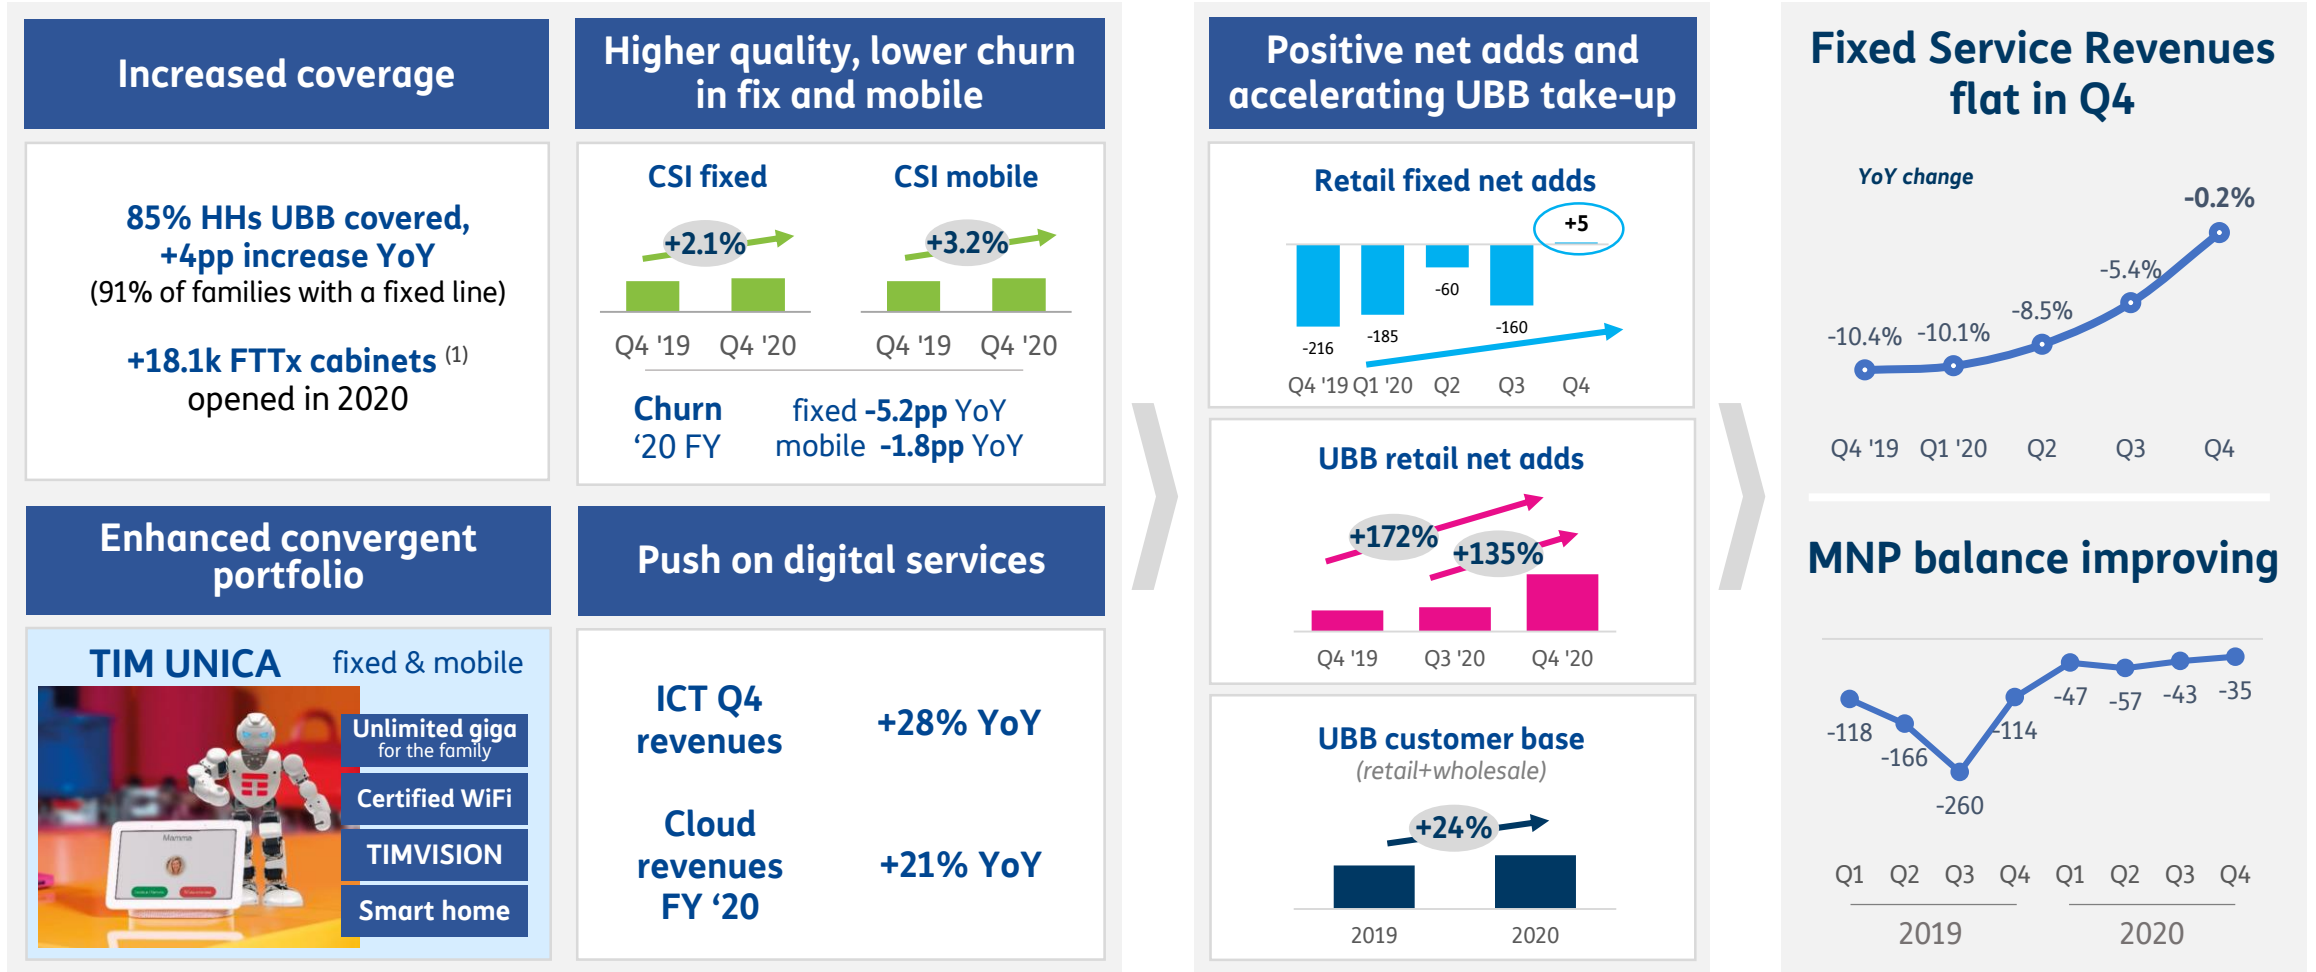 Increased coverage
85% HHs UBB covered,
+4pp increase YoY
(91% of families with a fixed line)
+18.1k FTTx cabinets (1)
opened in 2020
Higher quality, lower churn
in fix and mobile
CSI fixed
+2.1%
Q4 '19 Q4 '20
CSI mobile
+3.2%
Q4 '19 Q4 '20
Churn
‘20 FY
fixed -5.2pp YoY
mobile -1.8pp YoY
Enhanced convergent
portfolio
TIM UNICA fixed & mobile
Mamma
Unlimited giga
for the family
Certified WiFi
TIMVISION
Smart home
Push on digital services
ICT Q4
revenues
+28% YoY
Cloud
revenues
FY ‘20
+21% YoY
Positive net adds and
accelerating UBB take-up
Retail fixed net adds
+5
-60
-160
-185
-216
Q4 '19 Q1 '20 Q2 Q3 Q4
UBB retail net adds
+172%
+135%
Q4 '19 Q3 '20 Q4 '20
UBB customer base
(retail+wholesale)
+24%
2019 2020
Fixed Service Revenues
flat in Q4
YoY change
-0.2%
-5.4%
-8.5%
-10.4% -10.1%
Q4 '19 Q1 '20 Q2 Q3 Q4
MNP balance improving
-118
-166
-260
-114
-47
-57
-43
-35
Q1 Q2 Q3 Q4 Q1 Q2 Q3 Q4
2019 2020